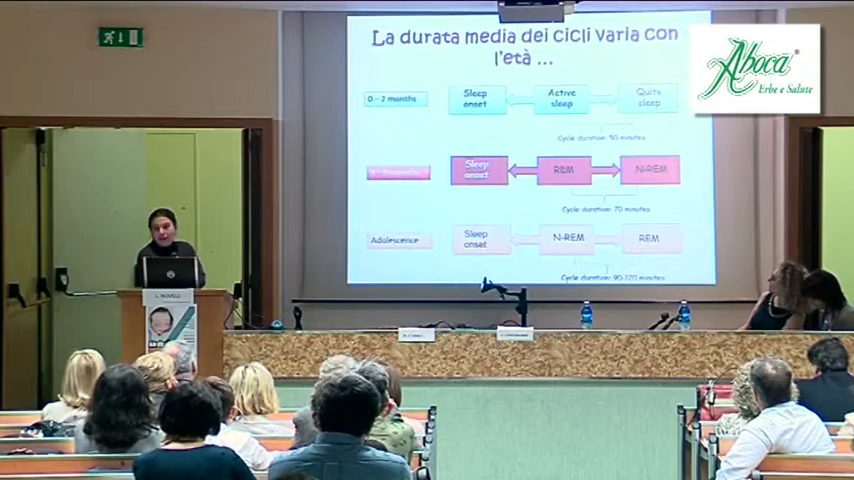 La durata media dei cicli varia con
l'età ...
0 - 2 months
Sleep
onset
Active
sleep
Quite
sleep
Cycle duration: 50 minutes
Sleep
onset
REM
N-REM
Cycle duration: 70 minutes
Adolescence
Sleep
onset
N-REM
REM
Cycle duration: 90-120 minutes
Aboca
Erbe e Salute
L. NOVELLI